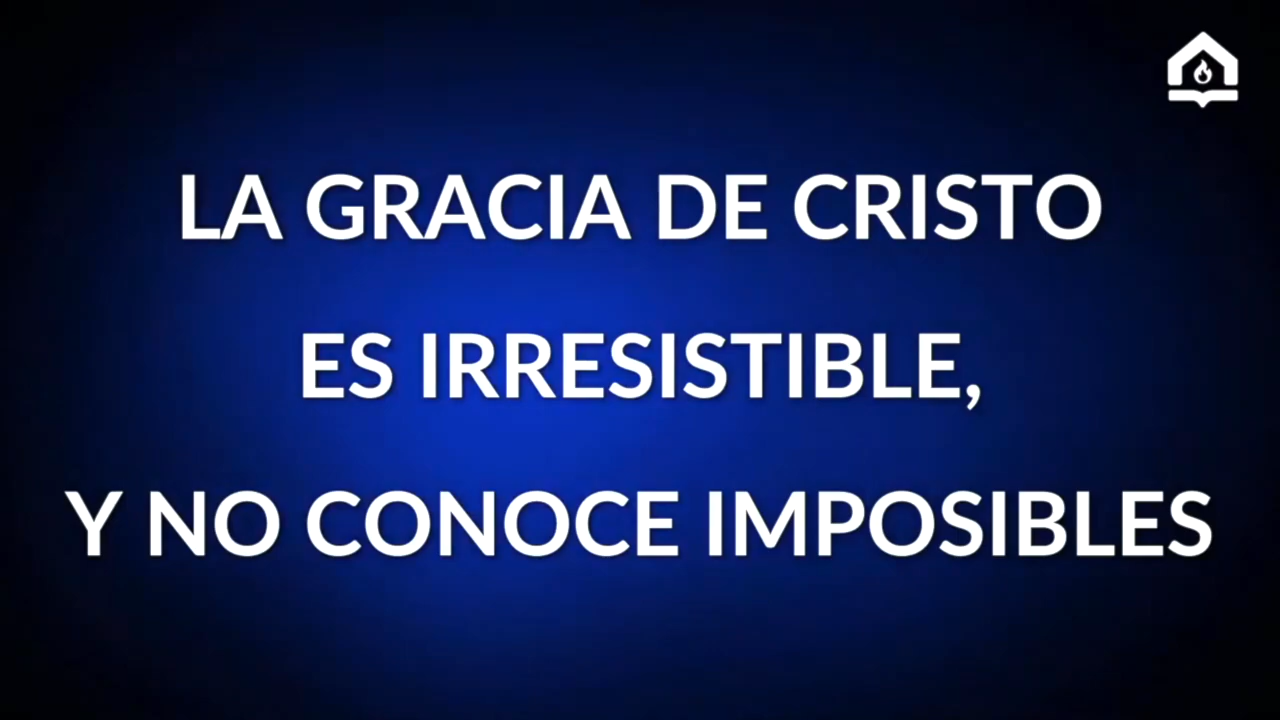 LA GRACIA DE CRISTO
ES IRRESISTIBLE,
Y NO CONOCE IMPOSIBLES